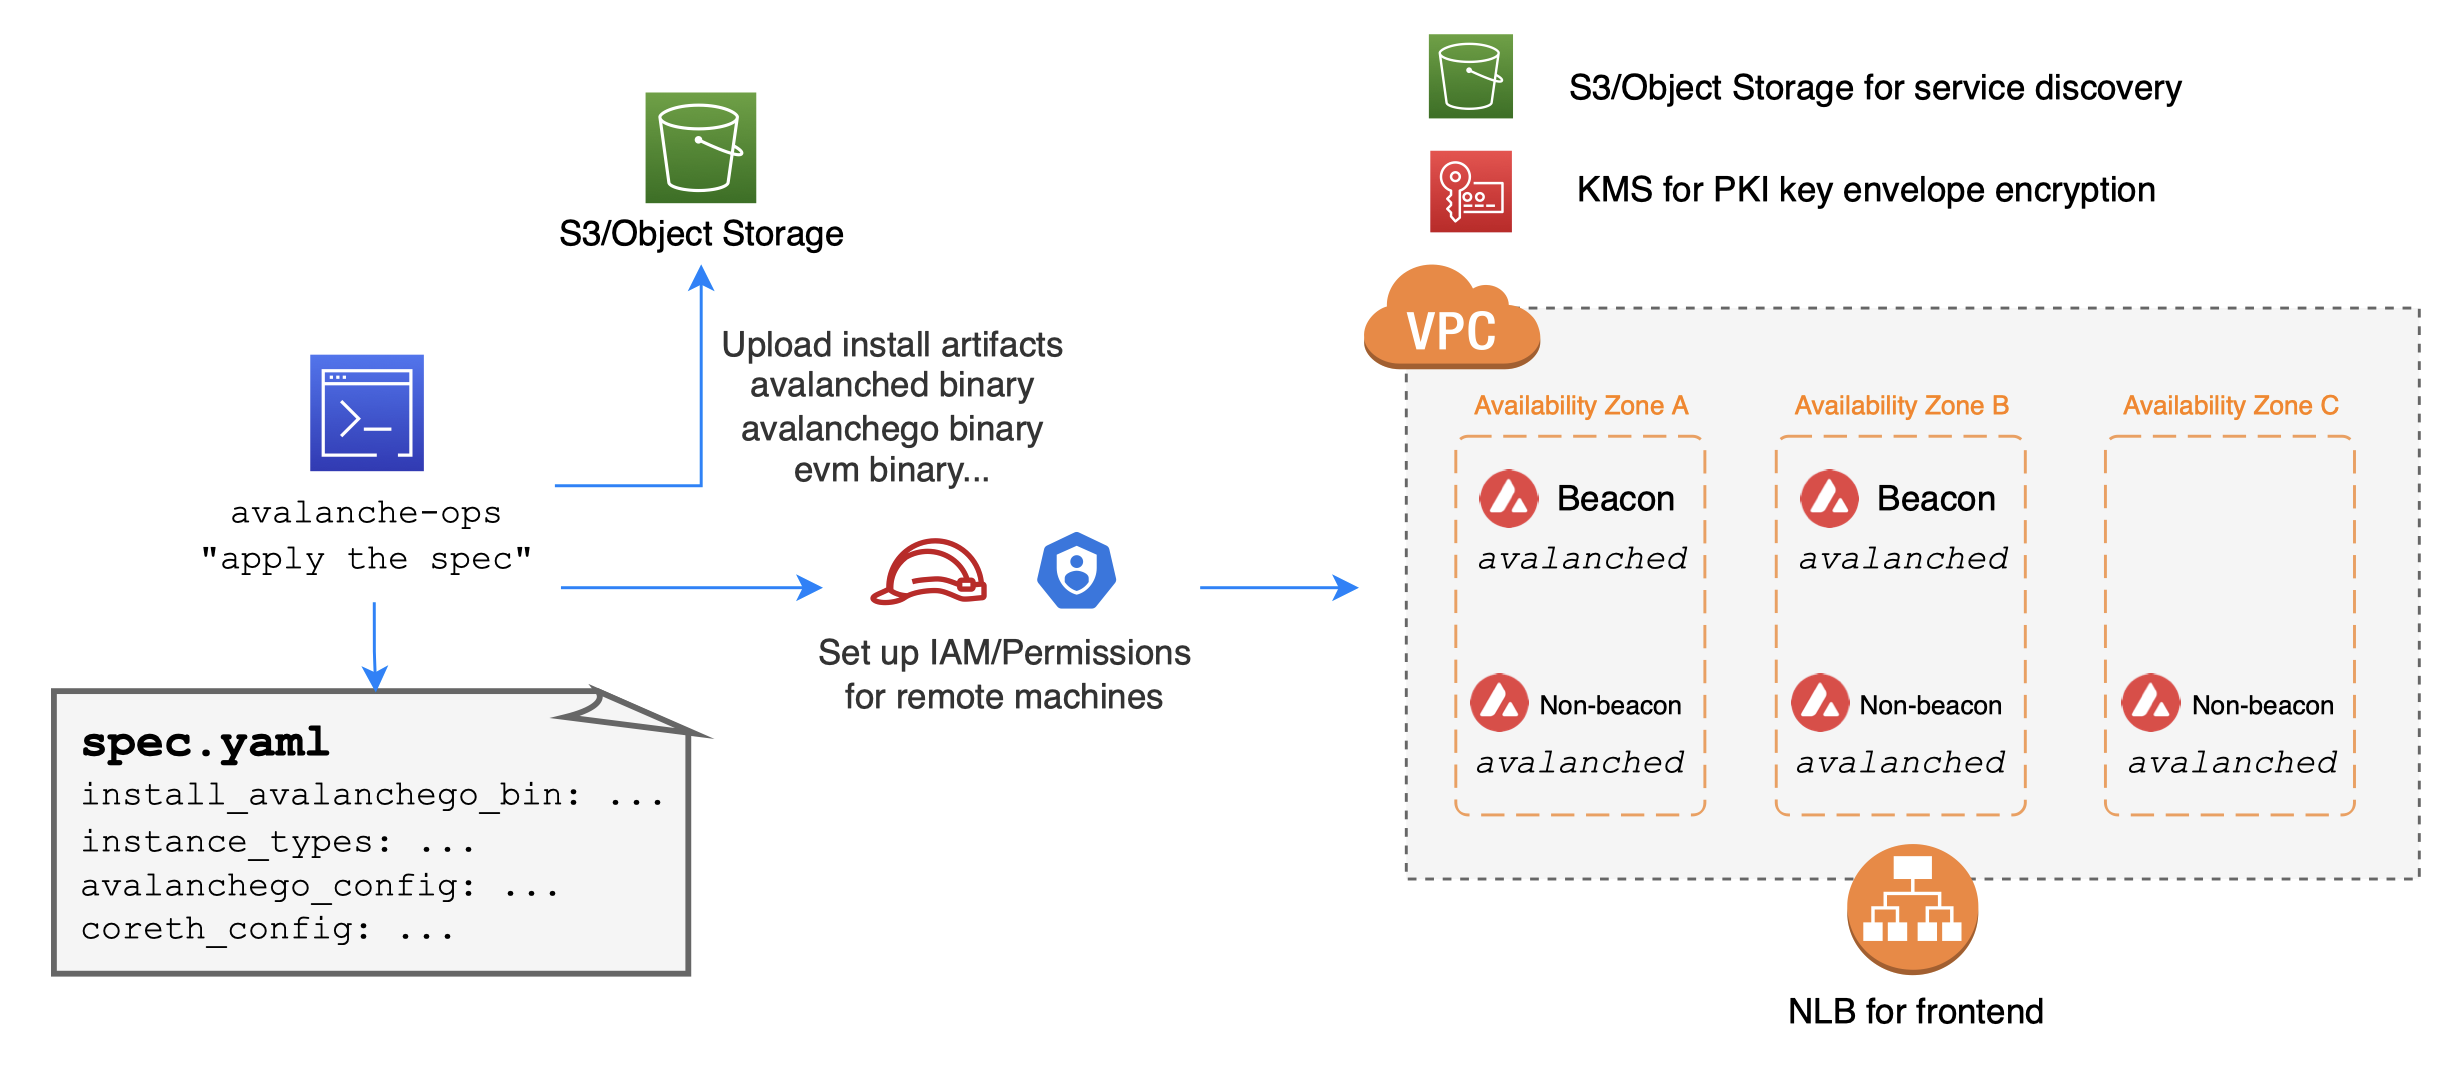 S3/Object Storage
Upload install artifacts
avalanched binary
avalanchego binary
evm binary...
avalanche-ops
"apply the spec"
Set up IAM/Permissions
for remote machines
spec.yaml
install_avalanchego_bin: ...
instance_types: ...
avalanchego_config: ...
coreth_config: ...
S3/Object Storage for service discovery
KMS for PKI key envelope encryption
VPC
Availability Zone A
Beacon
avalanched
Non-beacon
avalanched
Availability Zone B
Beacon
avalanched
Non-beacon
avalanched
Availability Zone C
Non-beacon
avalanched
NLB for frontend